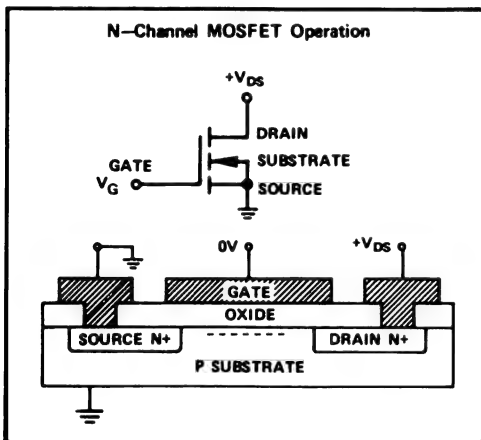 N–Channel MOSFET Operation
+VDS
DRAIN
GATE
SUBSTRATE
VG
SOURCE
0V
+VDS
GATE
OXIDE
SOURCE N+
DRAIN N+
P SUBSTRATE